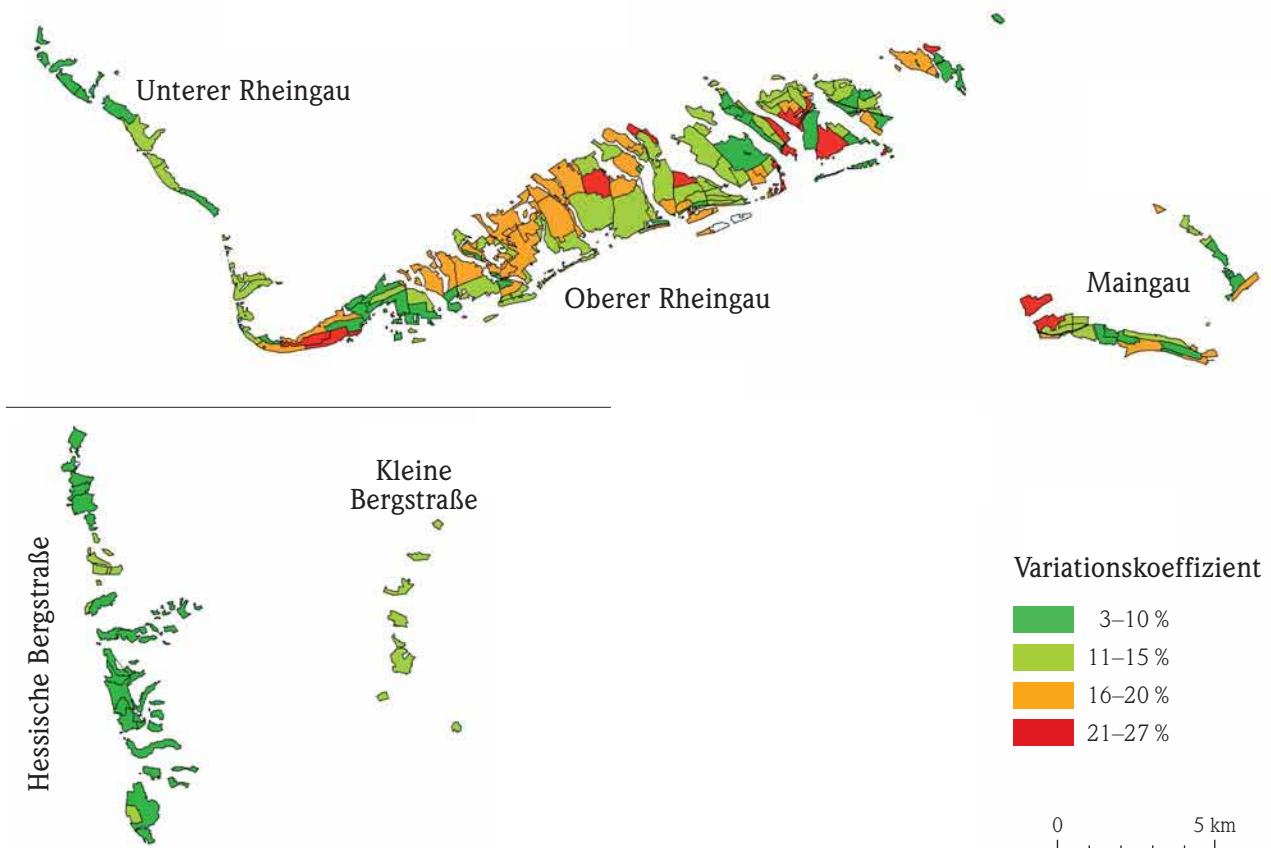 Unterer Rheingau
Oberer Rheingau
Maingau
Kleine
Bergstraße
Hessische Bergstraße
Variationskoeffizient
3–10 %
11–15 %
16–20 %
21–27 %
0 5 km